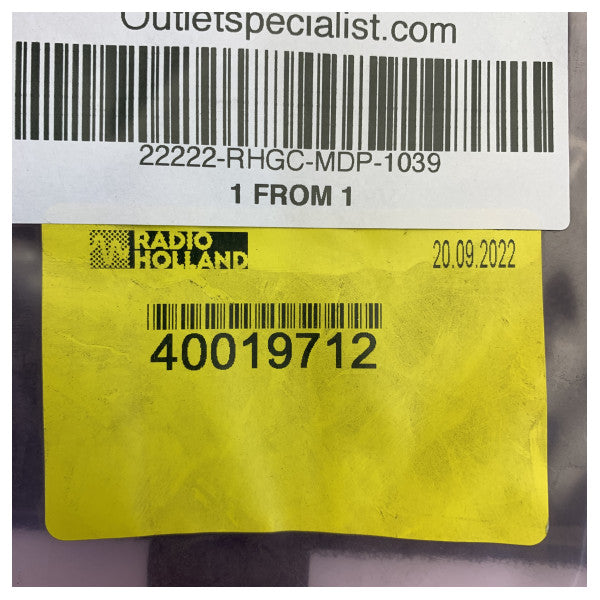 Outletspecialist.com
22222-RHGC-MDP-1039
1 FROM 1
RADIO
HOLLAND
20.09.2022
40019712